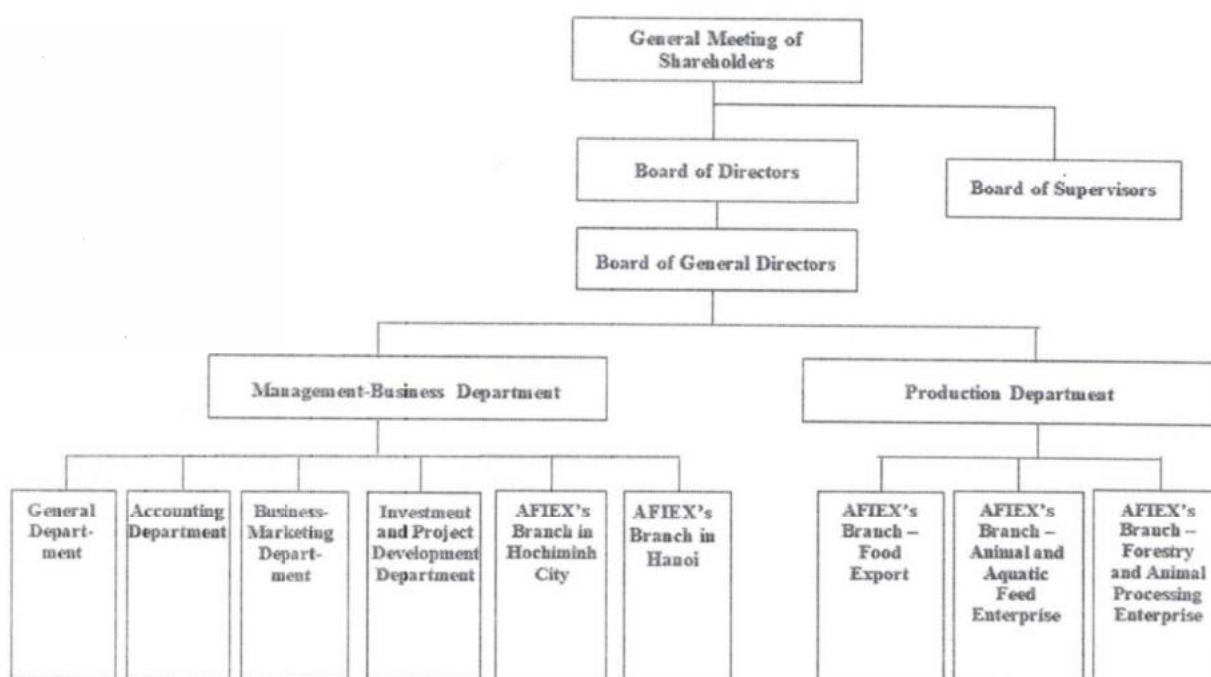 General Meeting of
Shareholders
Board of Directors
Board of Supervisors
Board of General Directors
Management-Business Department
Production Department
General
Depart-
ment
Accounting
Department
Business-
Marketing
Depart-
ment
Investment
and Project
Development
Department
AFIEX's
Branch in
Hochiminh
City
AFIEX's
Branch in
Hanoi
AFIEX's
Branch –
Food
Export
AFIEX's
Branch –
Animal and
Aquatic
Feed
Enterprise
AFIEX's
Branch –
Forestry
and Animal
Processing
Enterprise